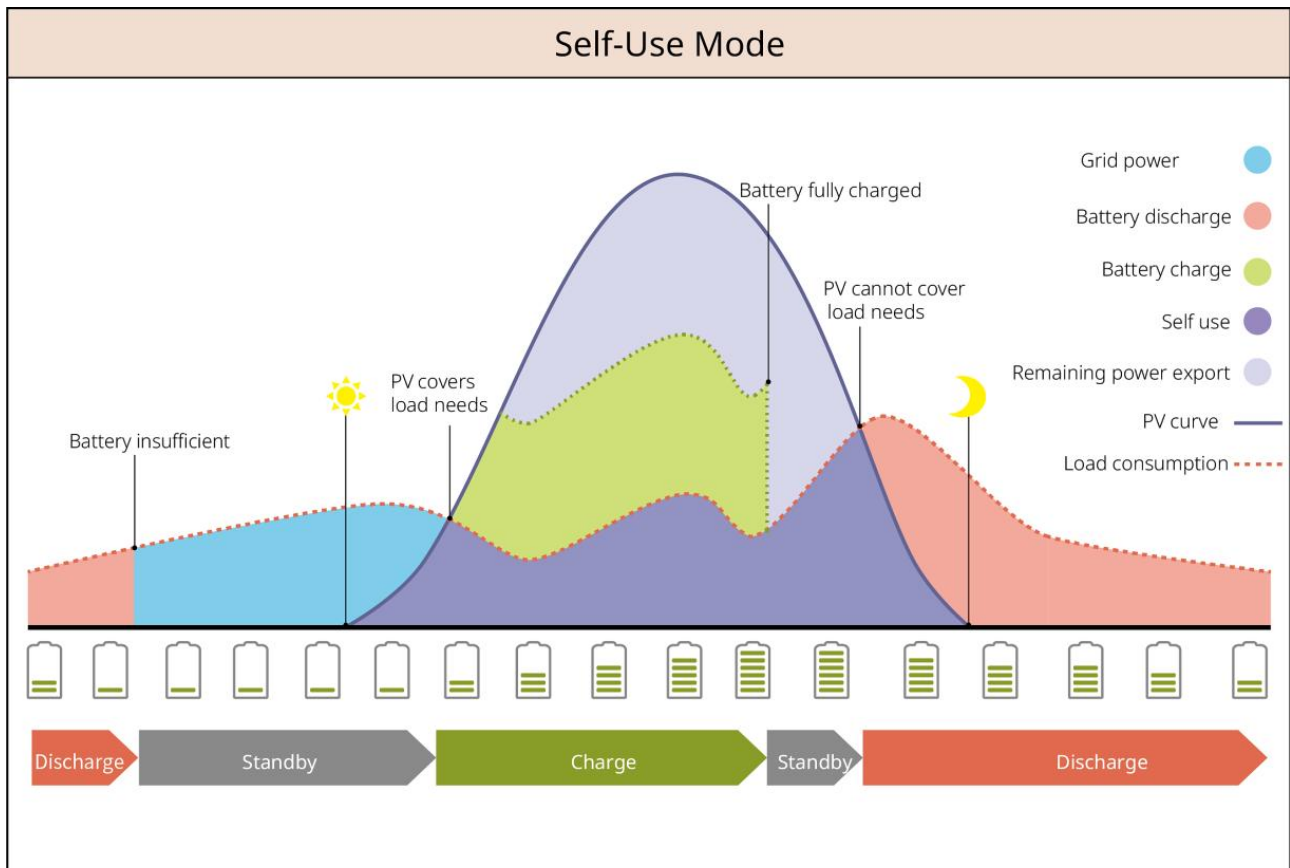 Self-Use Mode
Grid power
Battery fully charged
Battery discharge
Battery charge
PV cannot cover
load needs
Self use
Remaining power export
PV covers
load needs
PV curve
Battery insufficient
Load consumption
Discharge
Standby
Charge
Standby
Discharge